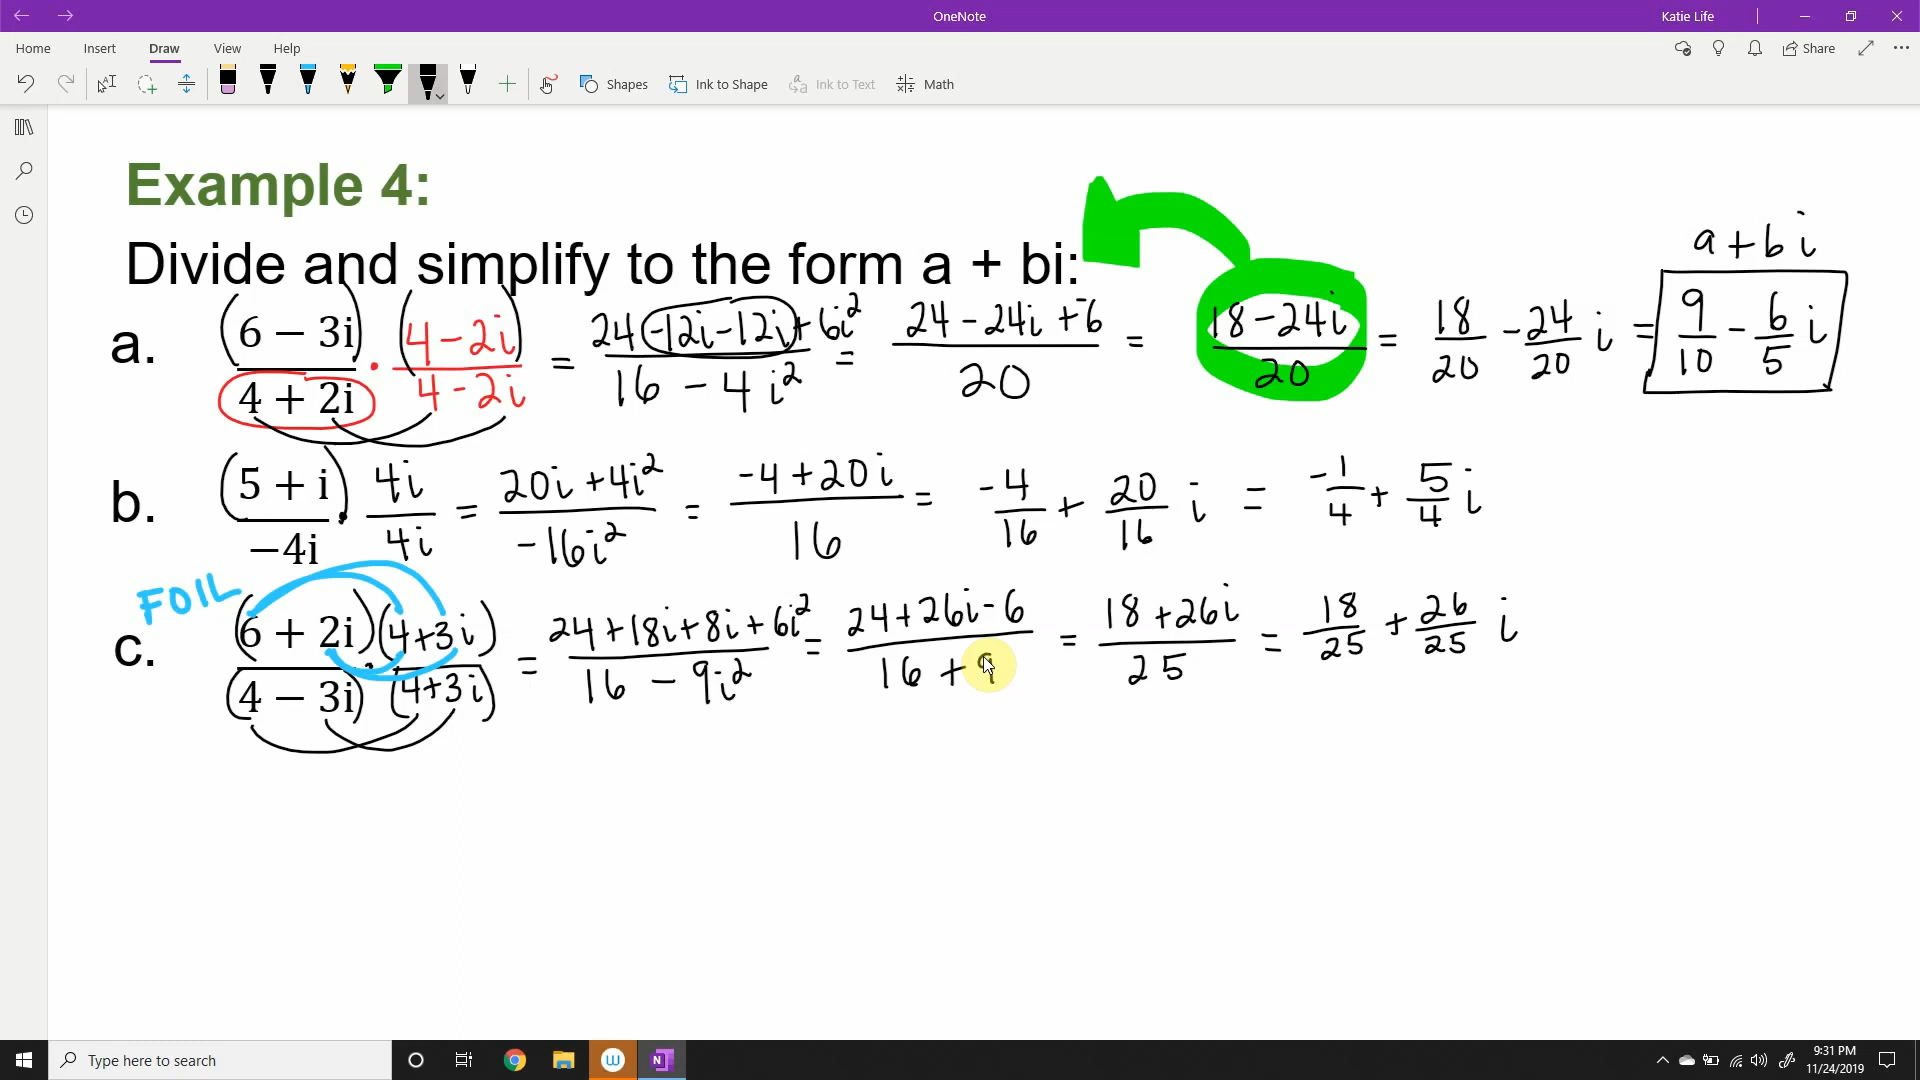 OneNote
Katie Life
Home Insert Draw View Help
Share
Shapes Ink to Shape Ink to Text Math
Example 4:
Divide and simplify to the form a + bi:
a + bi
a. (6 − 3i)/(4 + 2i) · (4 − 2i)/(4 − 2i) = (24 −12i −12i + 6i²)/(16 − 4i²) = (24 − 24i + −6)/20 = (18 − 24i)/20 = 18/20 − 24/20 i = 9/10 − 6/5 i
b. (5 + i)/(−4i) · 4i/4i = (20i + 4i²)/(−16i²) = (−4 + 20i)/16 = −4/16 + 20/16 i = −1/4 + 5/4 i
FOIL
c. (6 + 2i)(4+3i)/(4 − 3i)(4+3i) = (24 + 18i + 8i + 6i²)/(16 − 9i²) = (24 + 26i − 6)/(16 + 9) = (18 + 26i)/25 = 18/25 + 26/25 i
Type here to search
W
N
9:31 PM
11/24/2019